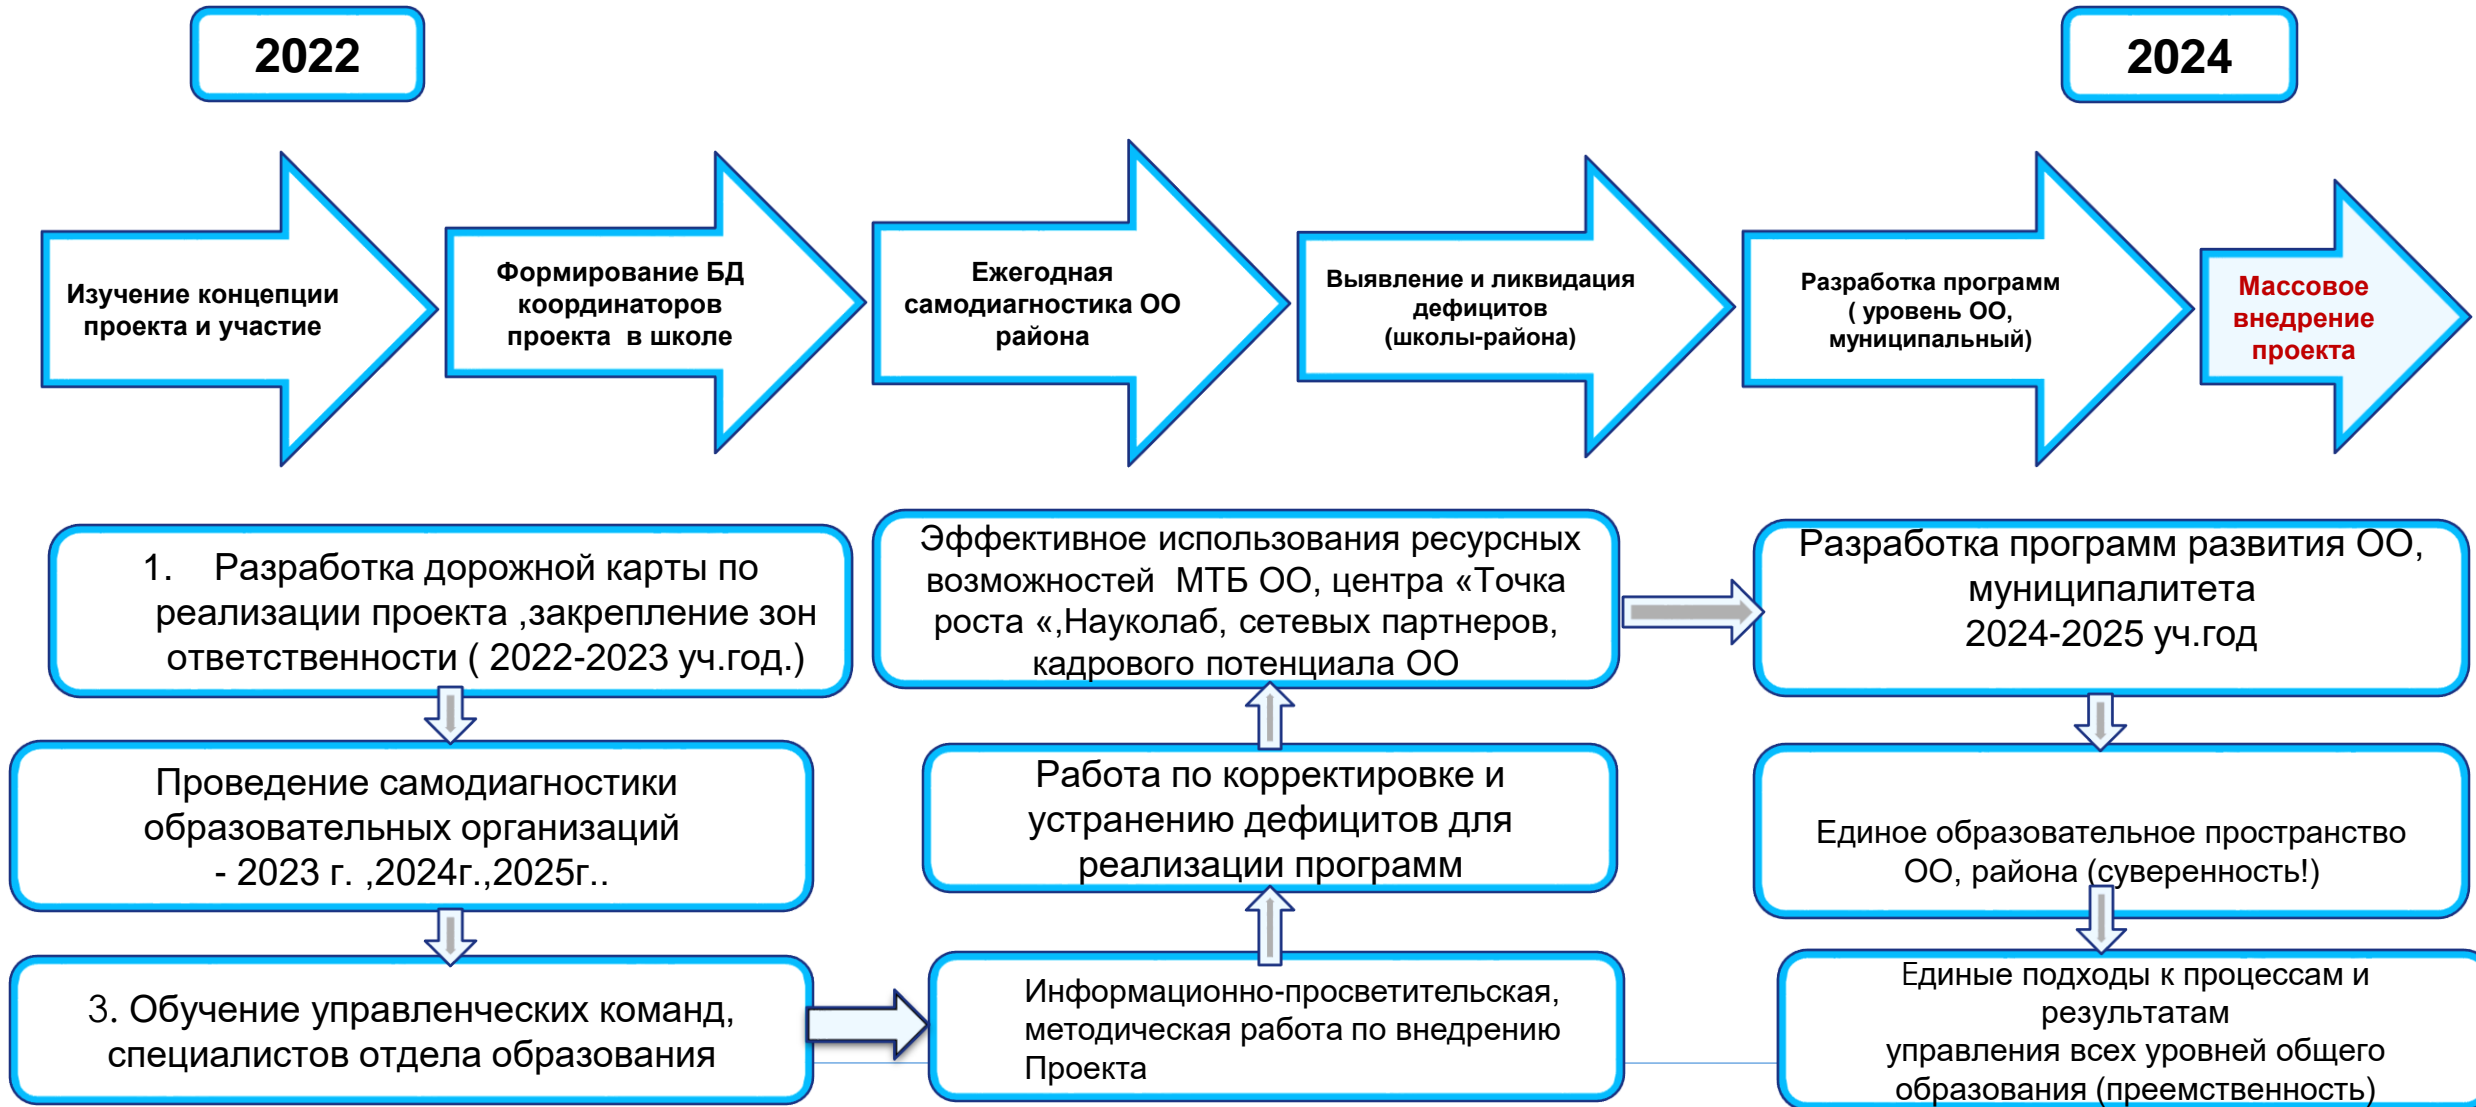 2022
2024
Изучение концепции
проекта и участие
Формирование БД
координаторов
проекта в школе
Ежегодная
самодиагностика ОО
района
Выявление и ликвидация
дефицитов
(школы-района)
Разработка программ
( уровень ОО,
муниципальный)
Массовое
внедрение
проекта
1. Разработка дорожной карты по
реализации проекта ,закрепление зон
ответственности ( 2022-2023 уч.год.)
Проведение самодиагностики
образовательных организаций
- 2023 г. ,2024г.,2025г..
3. Обучение управленческих команд,
специалистов отдела образования
Информационно-просветительская,
методическая работа по внедрению
Проекта
Работа по корректировке и
устранению дефицитов для
реализации программ
Эффективное использования ресурсных
возможностей МТБ ОО, центра «Точка
роста «,Науколаб, сетевых партнеров,
кадрового потенциала ОО
Разработка программ развития ОО,
муниципалитета
2024-2025 уч.год
Единое образовательное пространство
ОО, района (суверенность!)
Единые подходы к процессам и
результатам
управления всех уровней общего
образования (преемственность)